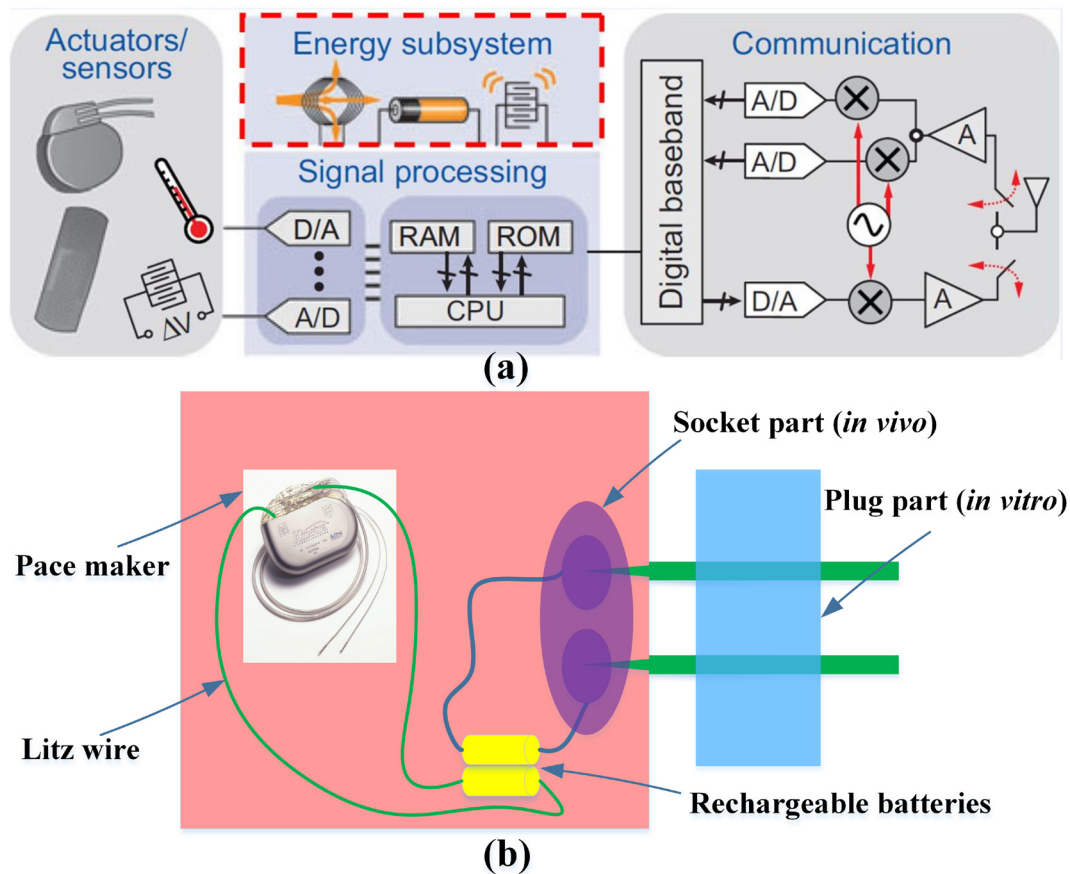 Actuators/
sensors
ΔV
Energy subsystem
Signal processing
D/A
A/D
RAM
ROM
CPU
Communication
Digital baseband
A/D
A/D
D/A
A
A
(a)
Pace maker
Litz wire
Socket part (in vivo)
Plug part (in vitro)
Rechargeable batteries
(b)